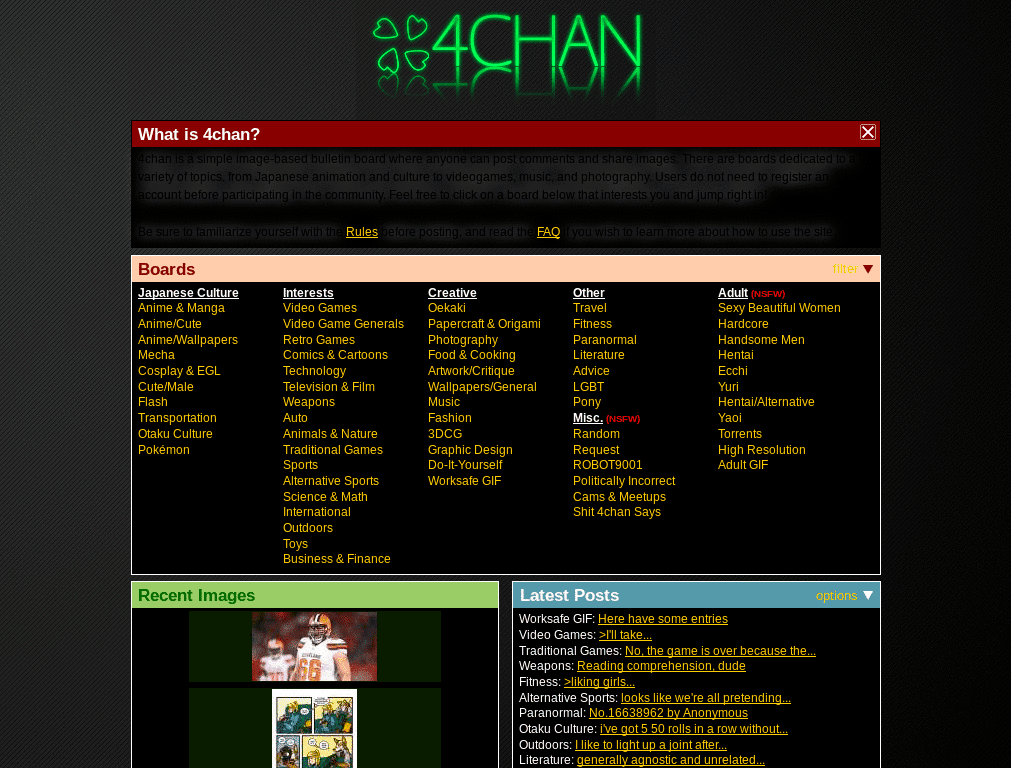 4CHAN
What is 4chan?
4chan is a simple image-based bulletin board where anyone can post comments and share images. There are boards dedicated to a
variety of topics, from Japanese animation and culture to videogames, music, and photography. Users do not need to register an
account before participating in the community. Feel free to click on a board below that interests you and jump right in!
Be sure to familiarize yourself with the Rules before posting, and read the FAQ if you wish to learn more about how to use the site.
Boards
filter ▼
Japanese Culture
Anime & Manga
Anime/Cute
Anime/Wallpapers
Mecha
Cosplay & EGL
Cute/Male
Flash
Transportation
Otaku Culture
Pokémon
Interests
Video Games
Video Game Generals
Retro Games
Comics & Cartoons
Technology
Television & Film
Weapons
Auto
Animals & Nature
Traditional Games
Sports
Alternative Sports
Science & Math
International
Outdoors
Toys
Business & Finance
Creative
Oekaki
Papercraft & Origami
Photography
Food & Cooking
Artwork/Critique
Wallpapers/General
Music
Fashion
3DCG
Graphic Design
Do-It-Yourself
Worksafe GIF
Other
Travel
Fitness
Paranormal
Literature
Advice
LGBT
Pony
Misc. (NSFW)
Random
Request
ROBOT9001
Politically Incorrect
Cams & Meetups
Shit 4chan Says
Adult (NSFW)
Sexy Beautiful Women
Hardcore
Handsome Men
Hentai
Ecchi
Yuri
Hentai/Alternative
Yaoi
Torrents
High Resolution
Adult GIF
Recent Images
66
Latest Posts
options ▼
Worksafe GIF: Here have some entries
Video Games: >I'll take...
Traditional Games: No, the game is over because the...
Weapons: Reading comprehension, dude
Fitness: >liking girls...
Alternative Sports: looks like we're all pretending...
Paranormal: No.16638962 by Anonymous
Otaku Culture: i've got 5 50 rolls in a row without...
Outdoors: I like to light up a joint after...
Literature: generally agnostic and unrelated...